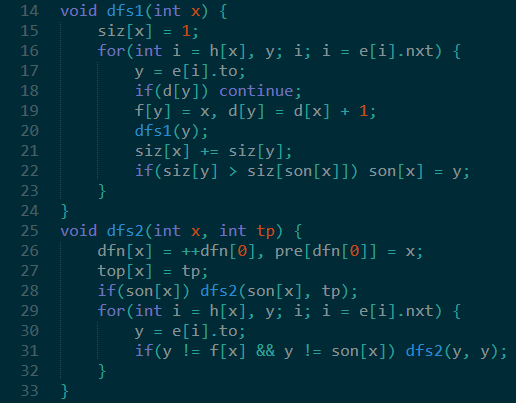 14 void dfs1(int x) {
15     siz[x] = 1;
16     for(int i = h[x], y; i; i = e[i].nxt) {
17         y = e[i].to;
18         if(d[y]) continue;
19         f[y] = x, d[y] = d[x] + 1;
20         dfs1(y);
21         siz[x] += siz[y];
22         if(siz[y] > siz[son[x]]) son[x] = y;
23     }
24 }
25 void dfs2(int x, int tp) {
26     dfn[x] = ++dfn[0], pre[dfn[0]] = x;
27     top[x] = tp;
28     if(son[x]) dfs2(son[x], tp);
29     for(int i = h[x], y; i; i = e[i].nxt) {
30         y = e[i].to;
31         if(y != f[x] && y != son[x]) dfs2(y, y);
32     }
33 }